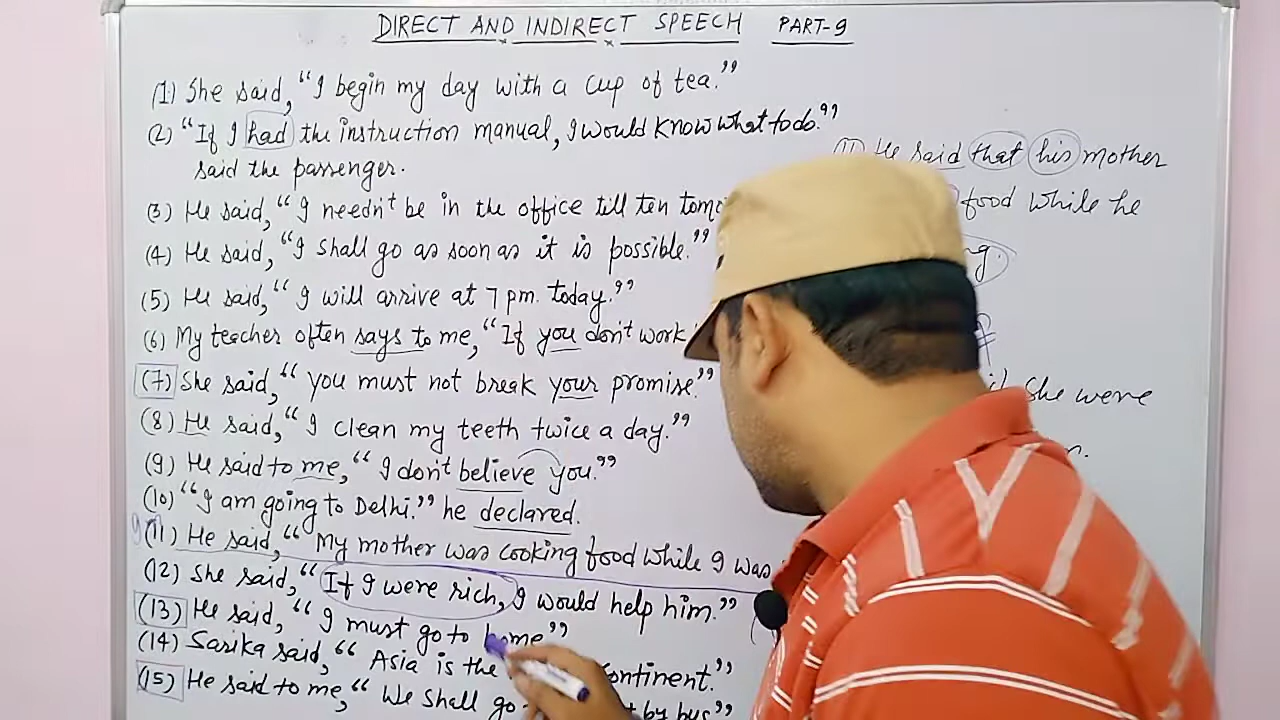 DIRECT AND INDIRECT SPEECH PART-9
(1) She said, “I begin my day with a cup of tea.”
(2) “If I had the instruction manual, I would know what to do.”
said the passenger.
(3) He said, “I needn't be in the office till ten
(4) He said, “I shall go as soon as it is possible.”
(5) He said, “I will arrive at 7 pm. today.”
(6) My teacher often says to me, “If you don't work
(7) She said, “you must not break your promise.”
(8) He said, “I clean my teeth twice a day.”
(9) He said to me, “I don't believe you.”
(10) “I am going to Delhi.” he declared.
(11) He said, “My mother was cooking food while I was
(12) She said, “If I were rich, I would help him.”
(13) He said, “I must go to home”
(14) Sarika said, “Asia is the continent.”
(15) He said to me, “We shall go by bus”
(11) He said that his mother
food while he
she were